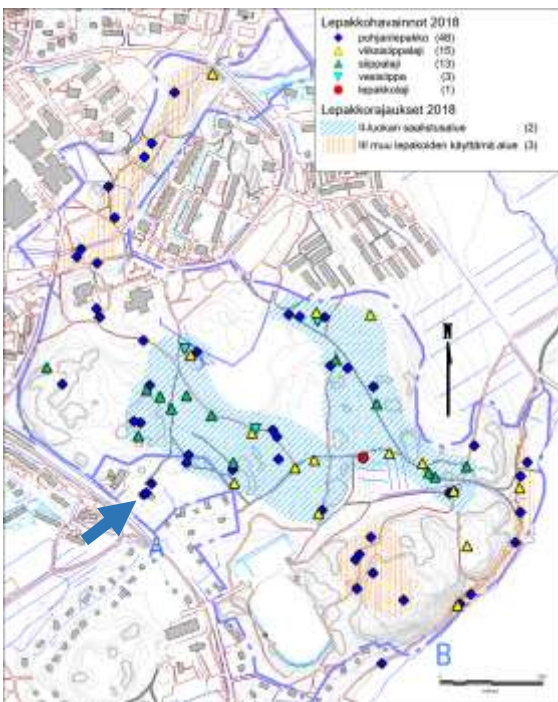 Lepakkohavainnot 2018
pohjanlepakko (48)
viiksisiippalaji (15)
siippalaji (13)
vesisiippa (3)
lepakkolaji (1)
Lepakkorajaukset 2018
II-luokan saalistusalue (2)
III muu lepakoiden käyttämä alue (3)
N
A
B